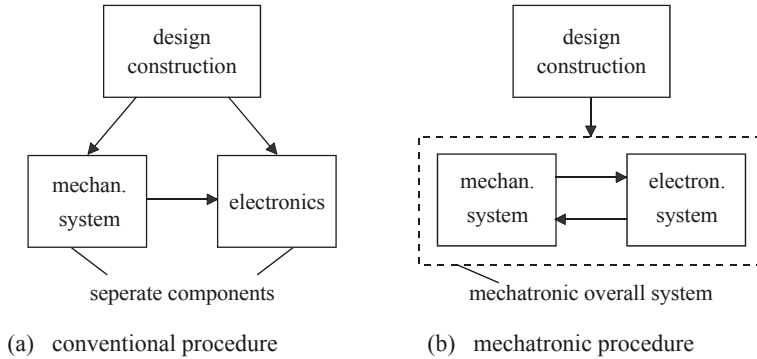 design
construction
mechan.
system
electronics
seperate components
(a) conventional procedure
design
construction
mechan.
system
electron.
system
mechatronic overall system
(b) mechatronic procedure